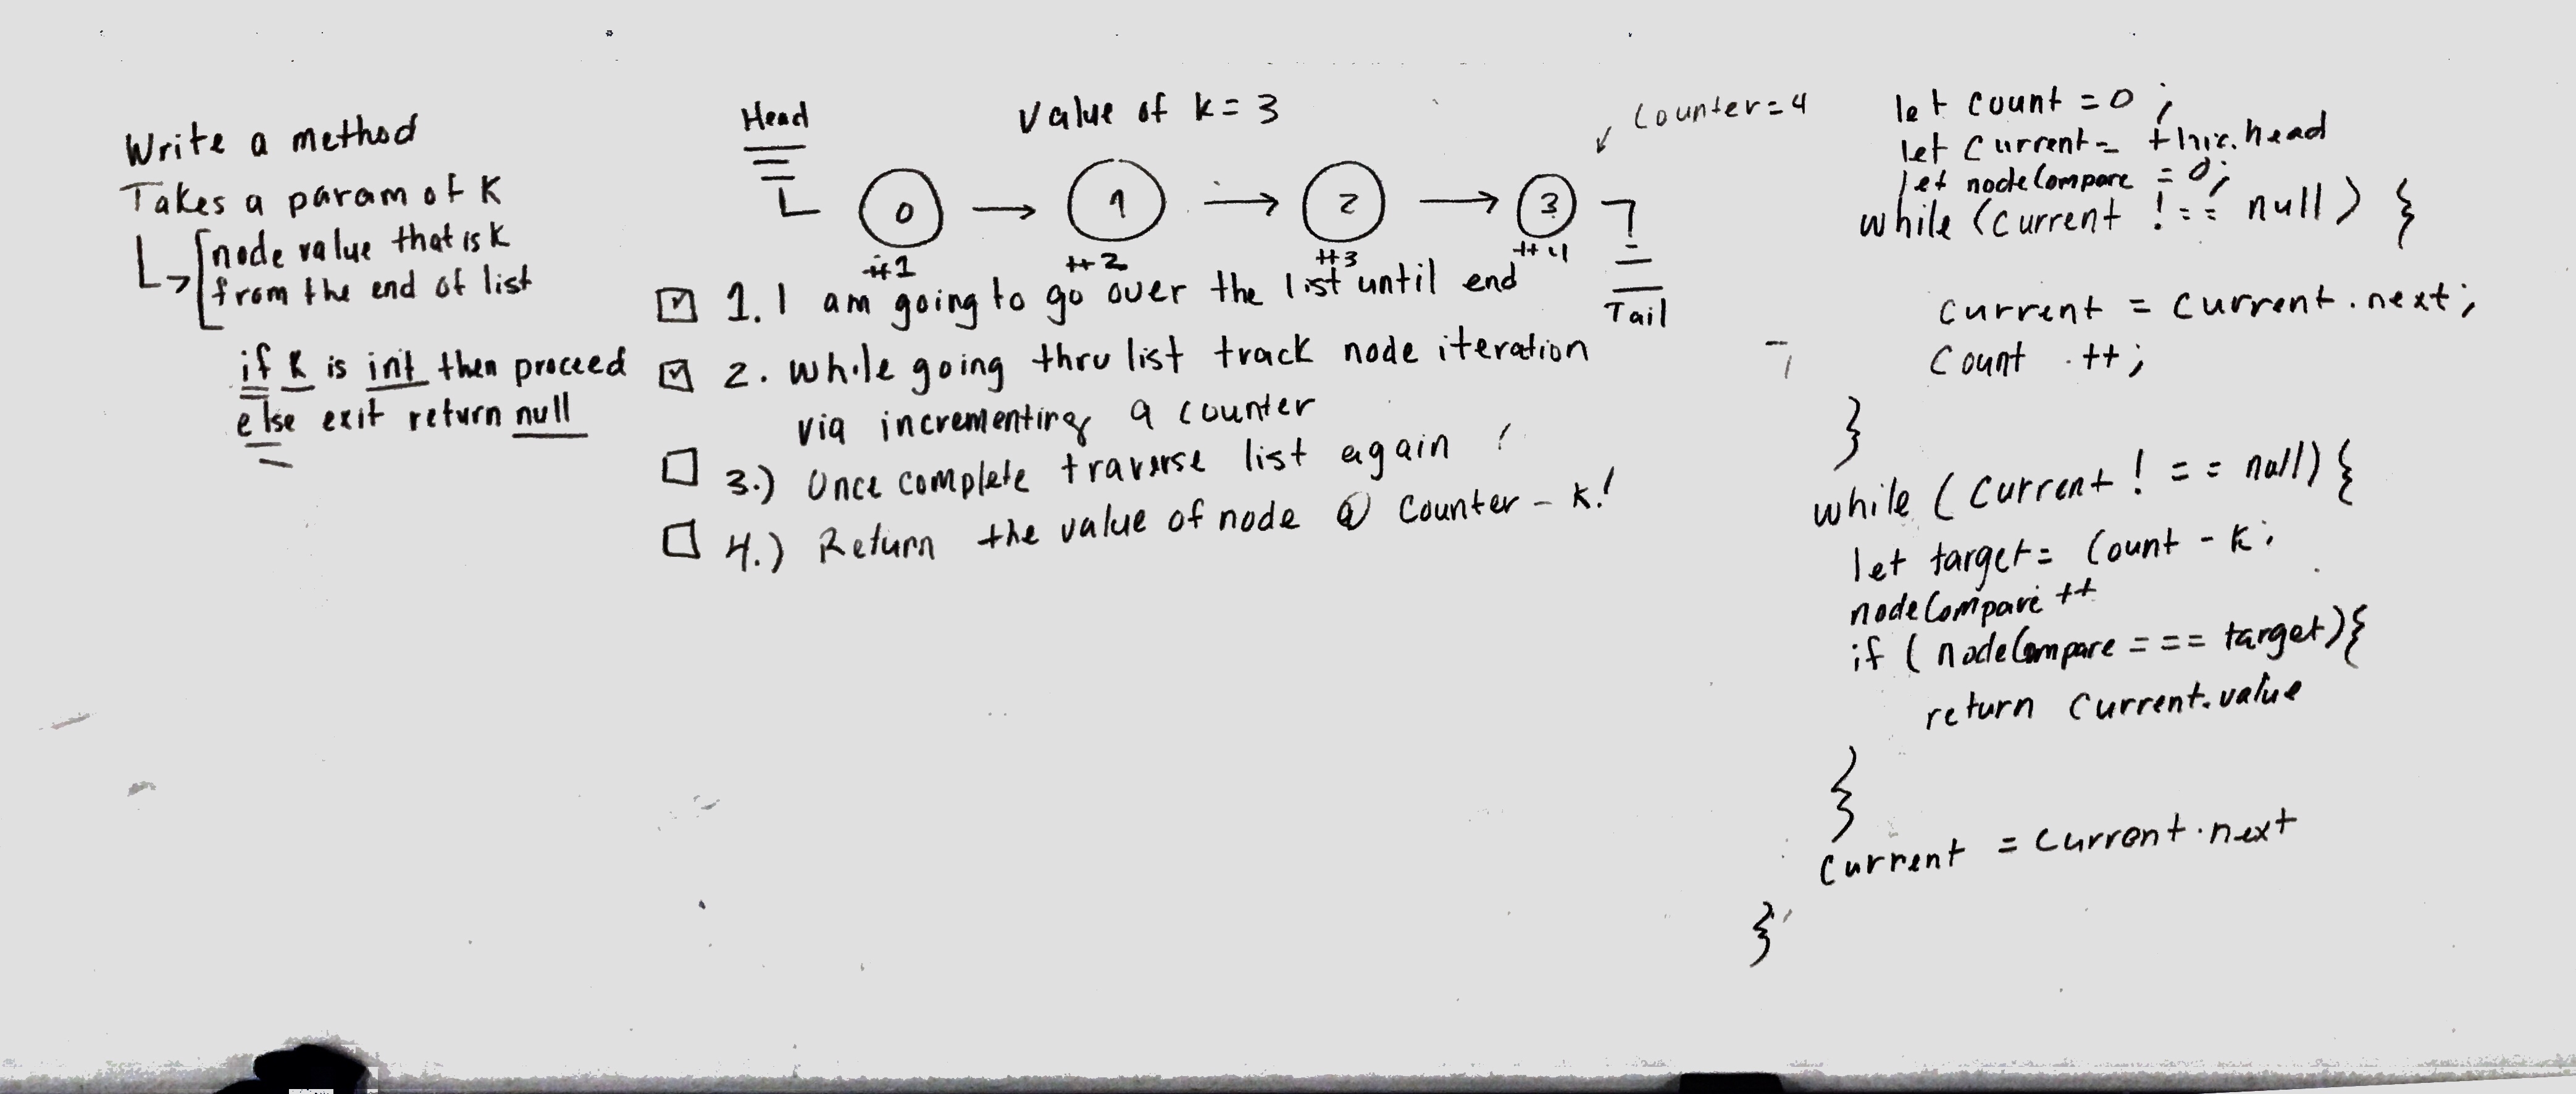 Write a method
Takes a param of K
node value that is K
from the end of list
if K is int then proceed
else exit return null
Head
Value of k = 3
Counter = 4
0 → 1 → 2 → 3
#1 #2 #3 #4
Tail
1. I am going to go over the list until end
2. while going thru list track node iteration
via incrementing a counter
3.) Once complete traverse list again !
4.) Return the value of node @ Counter - k!
let count = 0;
let current = this.head
let nodeCompare = 0;
while (current !== null) {
current = current.next;
Count ++;
}
while (current !== null) {
let target = Count - k;
nodeCompare ++
if (nodeCompare === target){
return current.value
}
Current = current.next
}